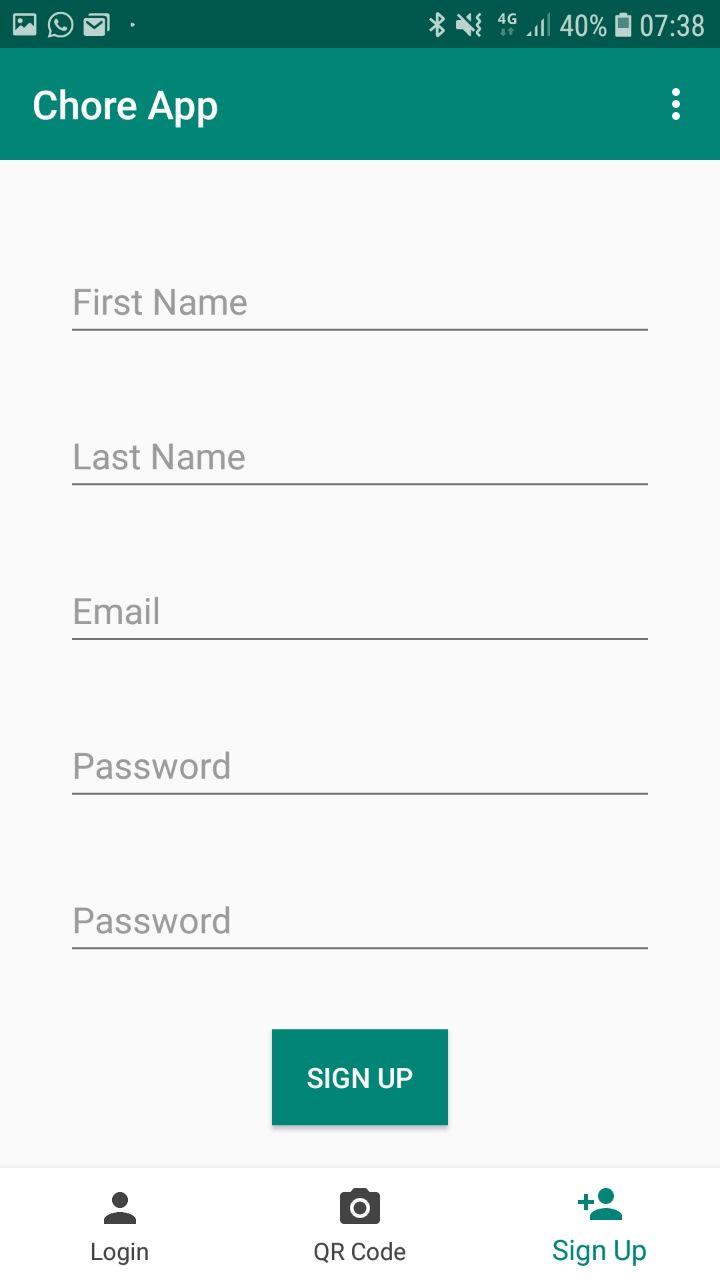 4G 40% 07:38
Chore App
First Name
Last Name
Email
Password
Password
SIGN UP
Login QR Code Sign Up